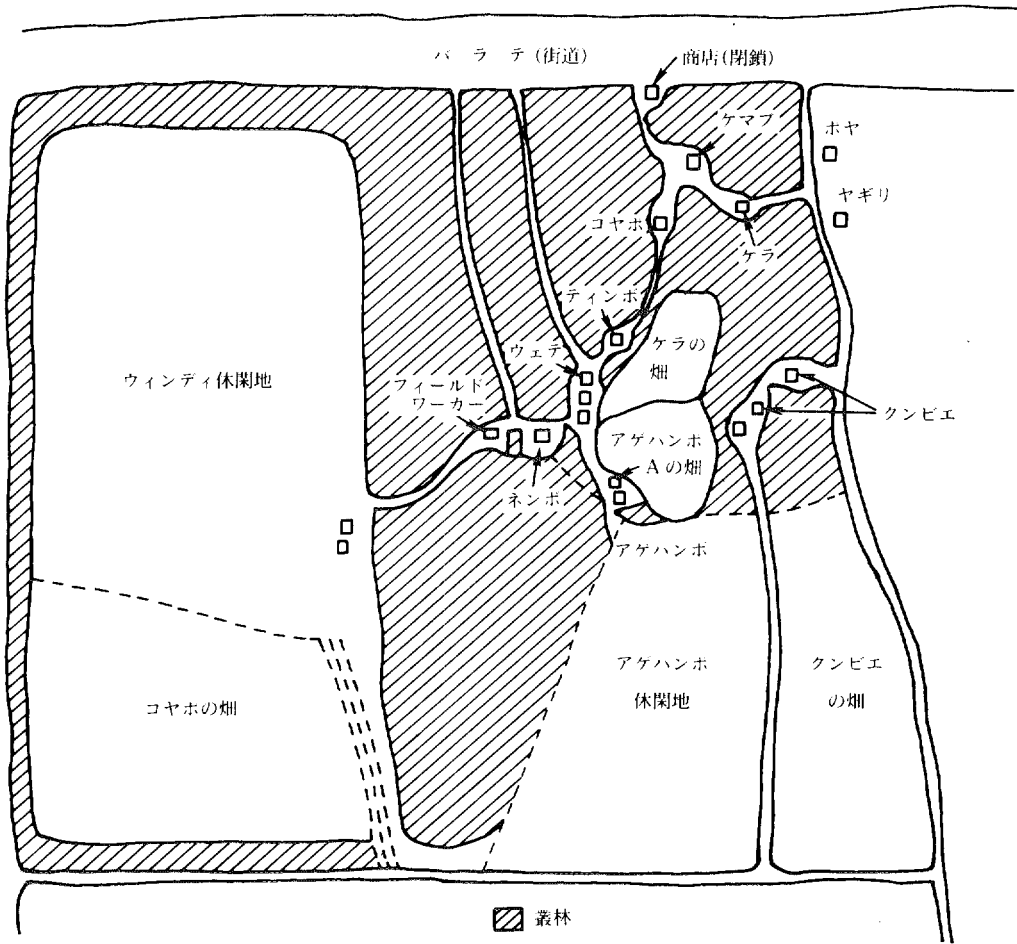 バラテ(街道)
商店(閉鎖)
ケマブ
ホヤ
ヤギリ
コヤホ
ケラ
ティンボ
ケラの
畑
ウェテ
ウィンディ休閑地
フィールド
ワーカー
クンビエ
アゲハンボ
Aの畑
ネンボ
アゲハンボ
アゲハンボ
休閑地
クンビエ
の畑
コヤホの畑
叢林